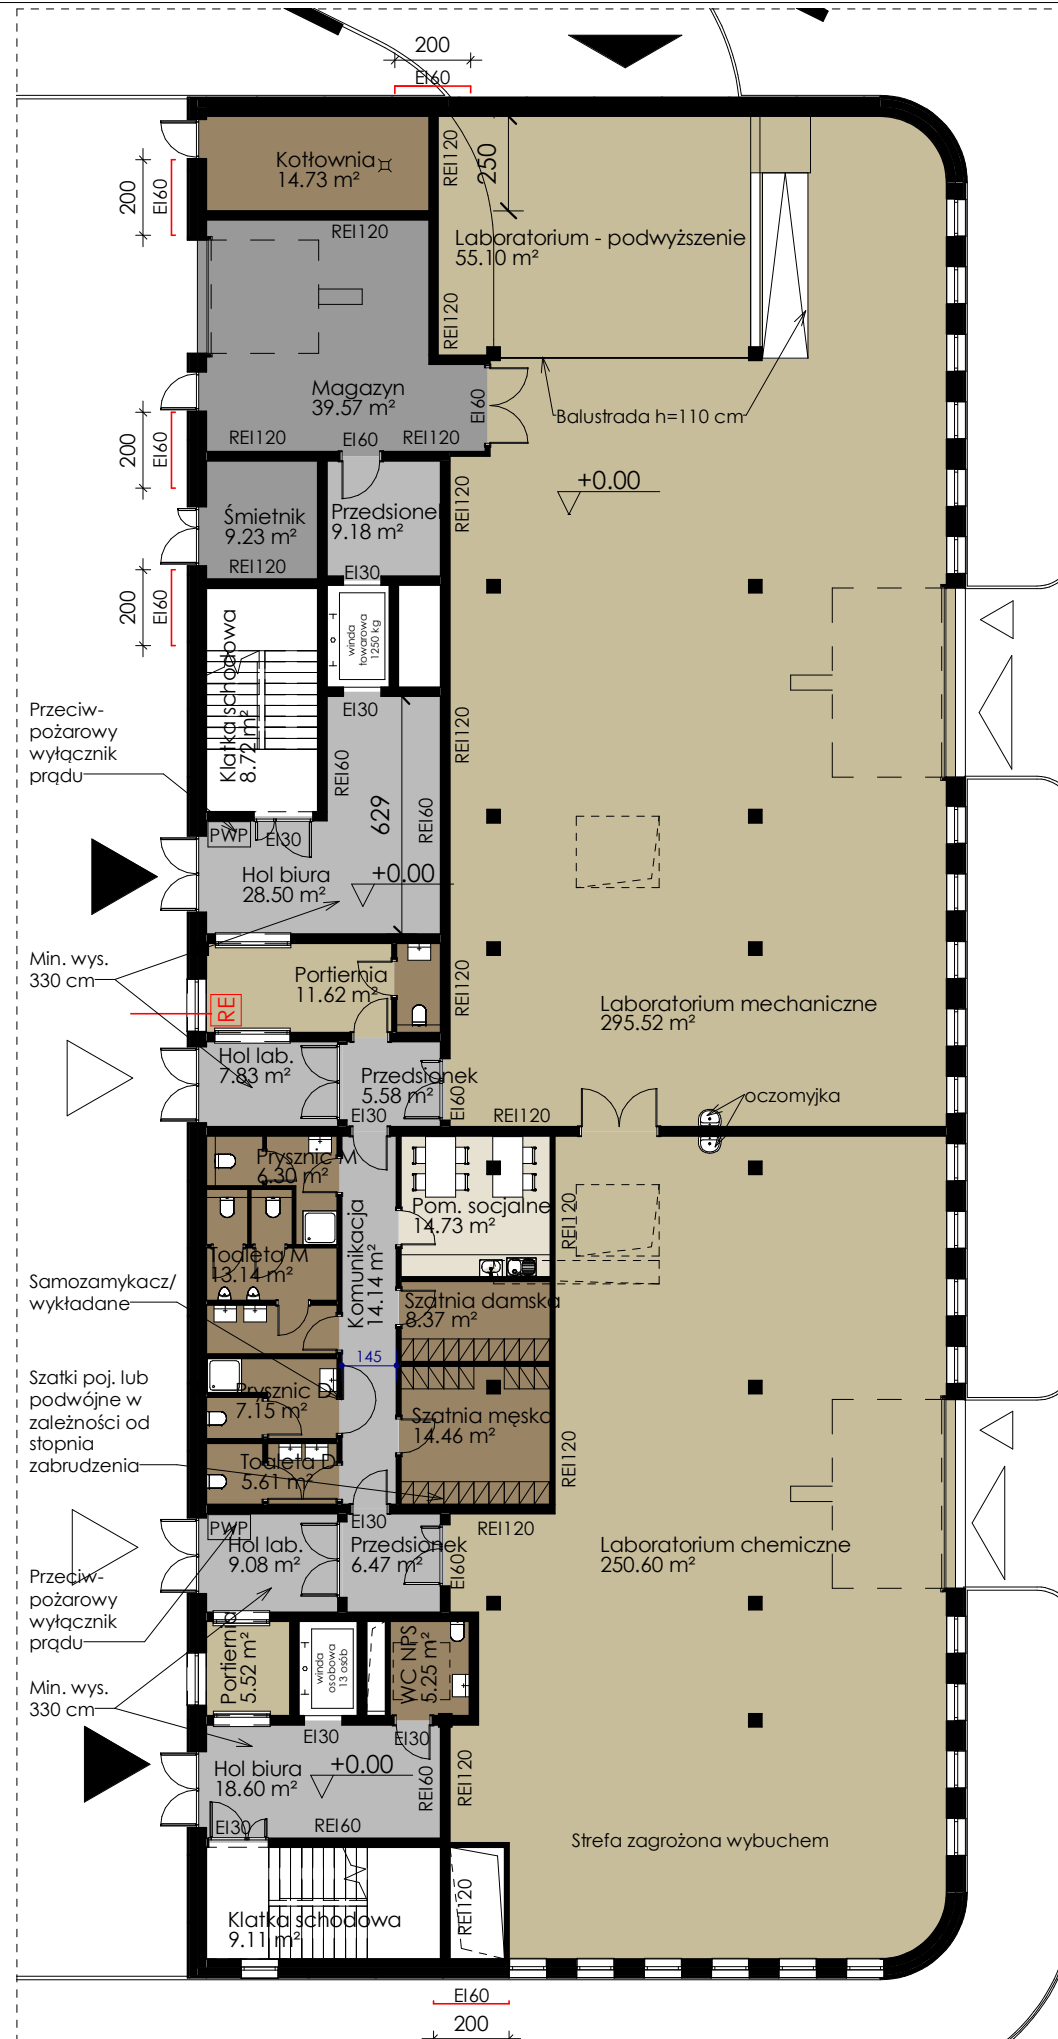 200
EI60
Kotłownia
14.73 m²
200
EI60
REI120
250
REI120
Laboratorium - podwyższenie
55.10 m²
REI120
Magazyn
39.57 m²
EI60
Balustrada h=110 cm
200
EI60
REI120
EI60
REI120
+0.00
REI120
Śmietnik
9.23 m²
Przedsionek
9.18 m²
REI120
EI30
200
EI60
winda
towarowa
1250 kg
Klatka schodowa
8.72 m²
EI30
REI120
Przeciw-
pożarowy
wyłącznik
prądu
REI60
629
REI60
PWP
EI30
Hol biura
28.50 m²
+0.00
Min. wys.
330 cm
Portiernia
11.62 m²
REI120
RE
Laboratorium mechaniczne
295.52 m²
Hol lab.
7.83 m²
Przedsionek
5.58 m²
EI60
EI30
REI120
oczomyjka
Prysznic M
6.30 m²
Komunikacja
14.14 m²
Pom. socjalne
14.73 m²
REI120
Toaleta M
13.14 m²
Samozamykacz/
wykładane
Szatnia damska
8.37 m²
145
Szatki poj. lub
podwójne w
zależności od
stopnia
zabrudzenia
Prysznic D
7.15 m²
Szatnia męska
14.46 m²
REI120
Toaleta D
5.61 m²
EI30
REI120
PWP
Hol lab.
9.08 m²
Przedsionek
6.47 m²
EI60
Laboratorium chemiczne
250.60 m²
Przeciw-
pożarowy
wyłącznik
prądu
Portiernia
5.52 m²
winda
osobowa
13 osób
WC NPS
5.25 m²
Min. wys.
330 cm
EI30
EI30
Hol biura
18.60 m²
+0.00
REI60
REI120
EI30
REI60
Strefa zagrożona wybuchem
Klatka schodowa
9.11 m²
REI120
EI60
200